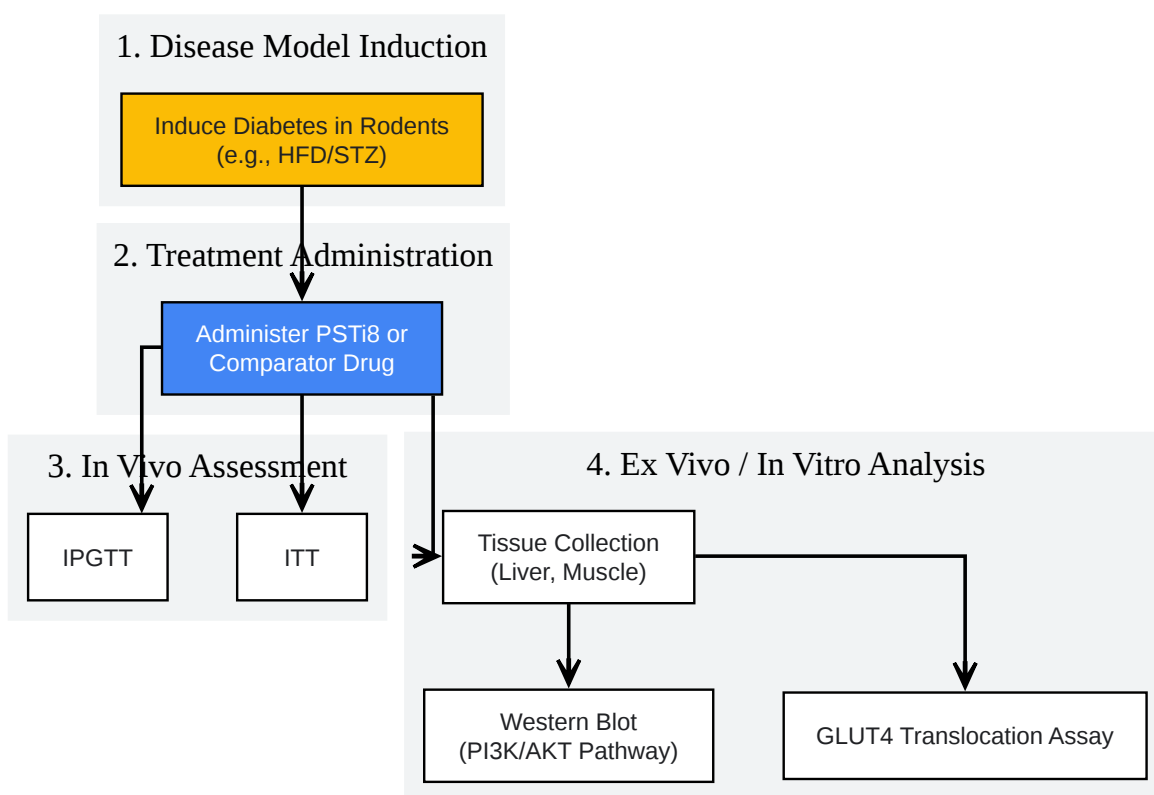 1. Disease Model Induction
Induce Diabetes in Rodents
(e.g., HFD/STZ)
2. Treatment Administration
Administer PSTi8 or
Comparator Drug
3. In Vivo Assessment
IPGTT
ITT
4. Ex Vivo / In Vitro Analysis
Tissue Collection
(Liver, Muscle)
Western Blot
(PI3K/AKT Pathway)
GLUT4 Translocation Assay